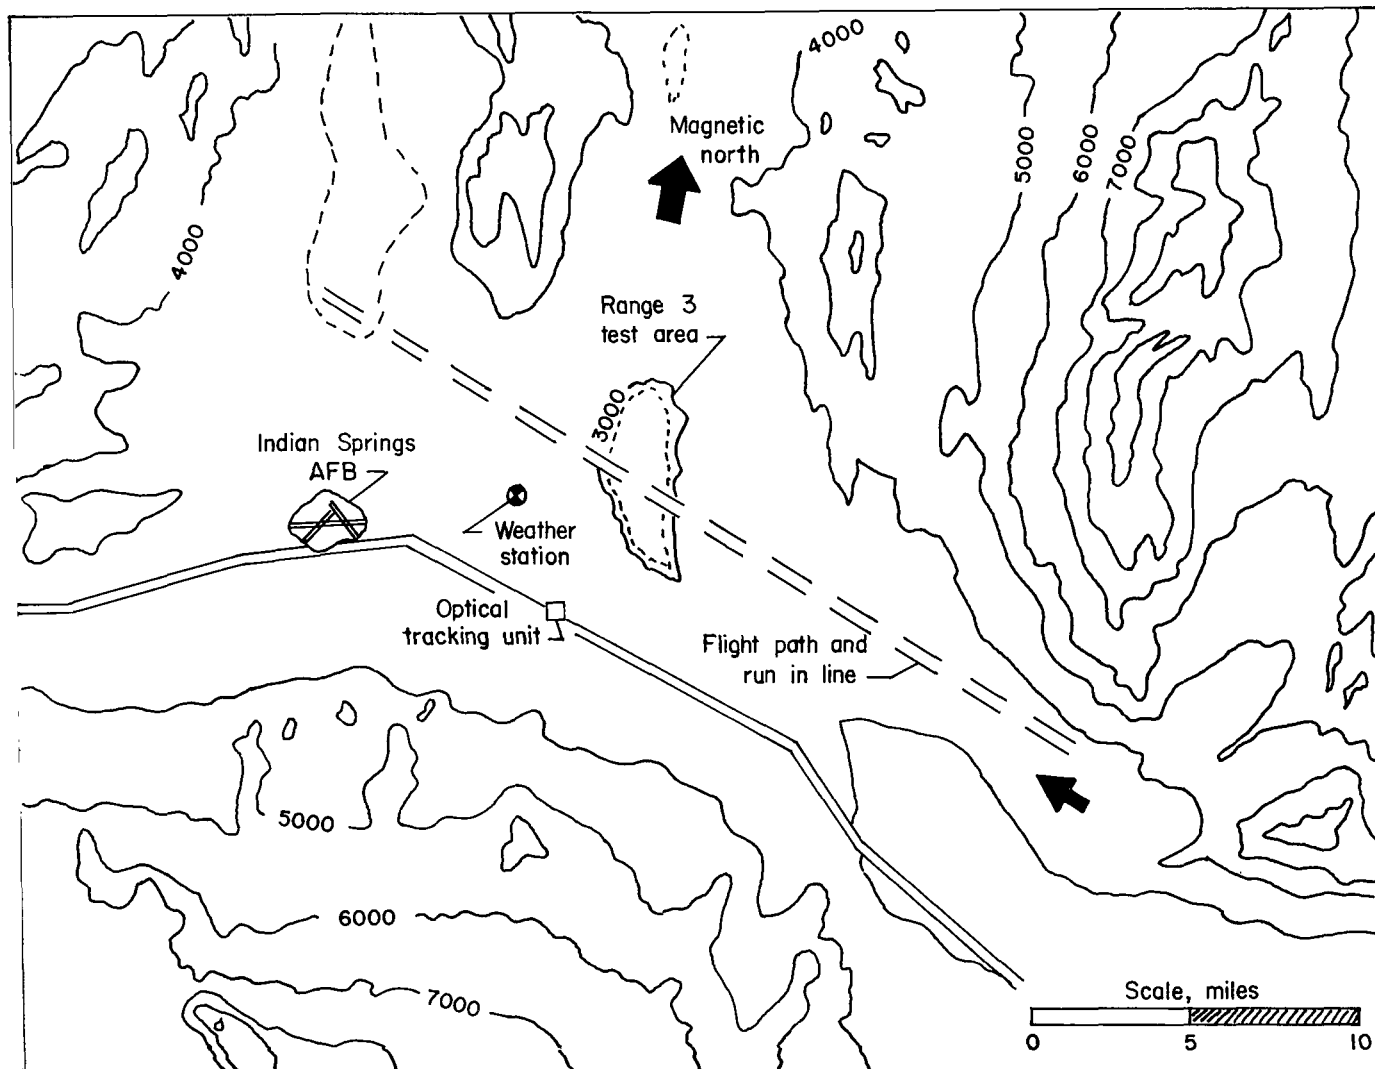 4000
Magnetic
north
5000
6000
7000
4000
Range 3
test area
3000
Indian Springs
AFB
Weather
station
Optical
tracking unit
Flight path and
run in line
5000
6000
7000
Scale, miles
0 5 10